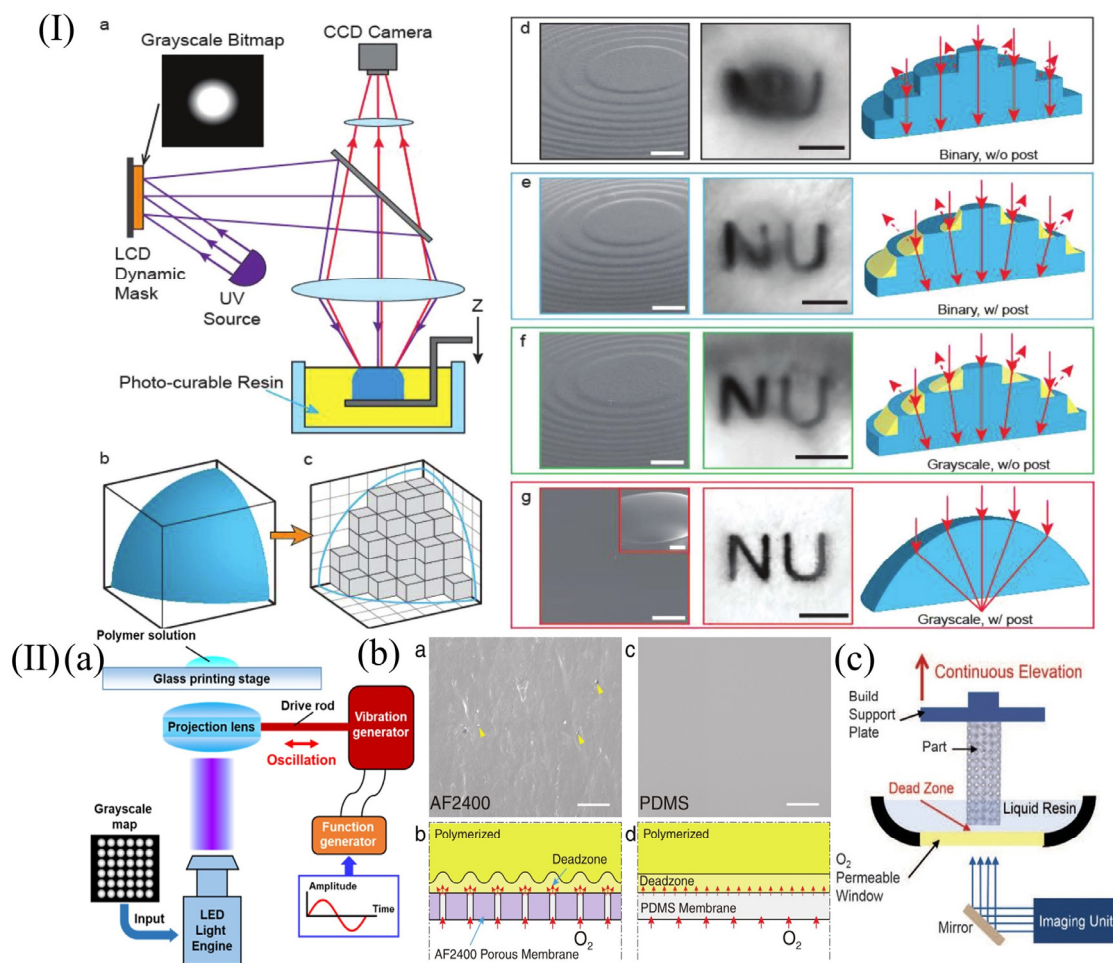 (I)
a
Grayscale Bitmap
CCD Camera
LCD
Dynamic
Mask
UV
Source
Z
Photo-curable Resin
b
c
d
NU
Binary, w/o post
e
NU
Binary, w/ post
f
NU
Grayscale, w/o post
g
NU
Grayscale, w/ post
(II)
(a)
Polymer solution
Glass printing stage
Projection lens
Drive rod
Oscillation
Vibration
generator
Function
generator
Amplitude
Time
Grayscale
map
Input
LED
Light
Engine
(b)
a
AF2400
c
PDMS
b
Polymerized
Deadzone
O2
AF2400 Porous Membrane
d
Polymerized
Deadzone
PDMS Membrane
O2
(c)
Continuous Elevation
Build
Support
Plate
Part
Dead Zone
Liquid Resin
O2
Permeable
Window
Mirror
Imaging Unit